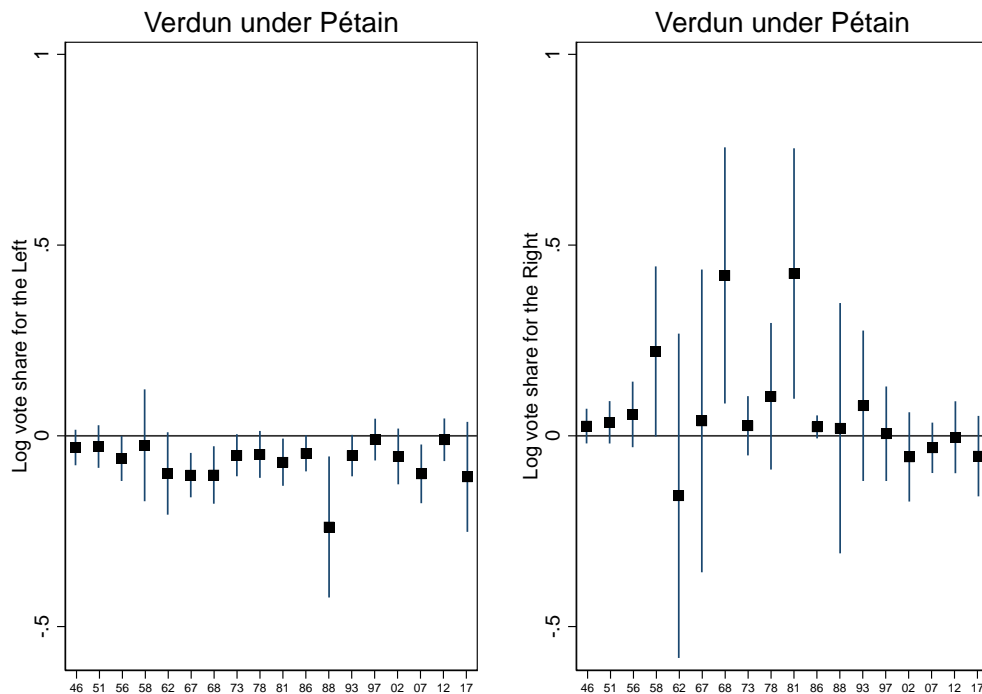 Verdun under Pétain
Log vote share for the Left
1
.5
0
-.5
46 51 56 58 62 67 68 73 78 81 86 88 93 97 02 07 12 17
Verdun under Pétain
Log vote share for the Right
1
.5
0
-.5
46 51 56 58 62 67 68 73 78 81 86 88 93 97 02 07 12 17